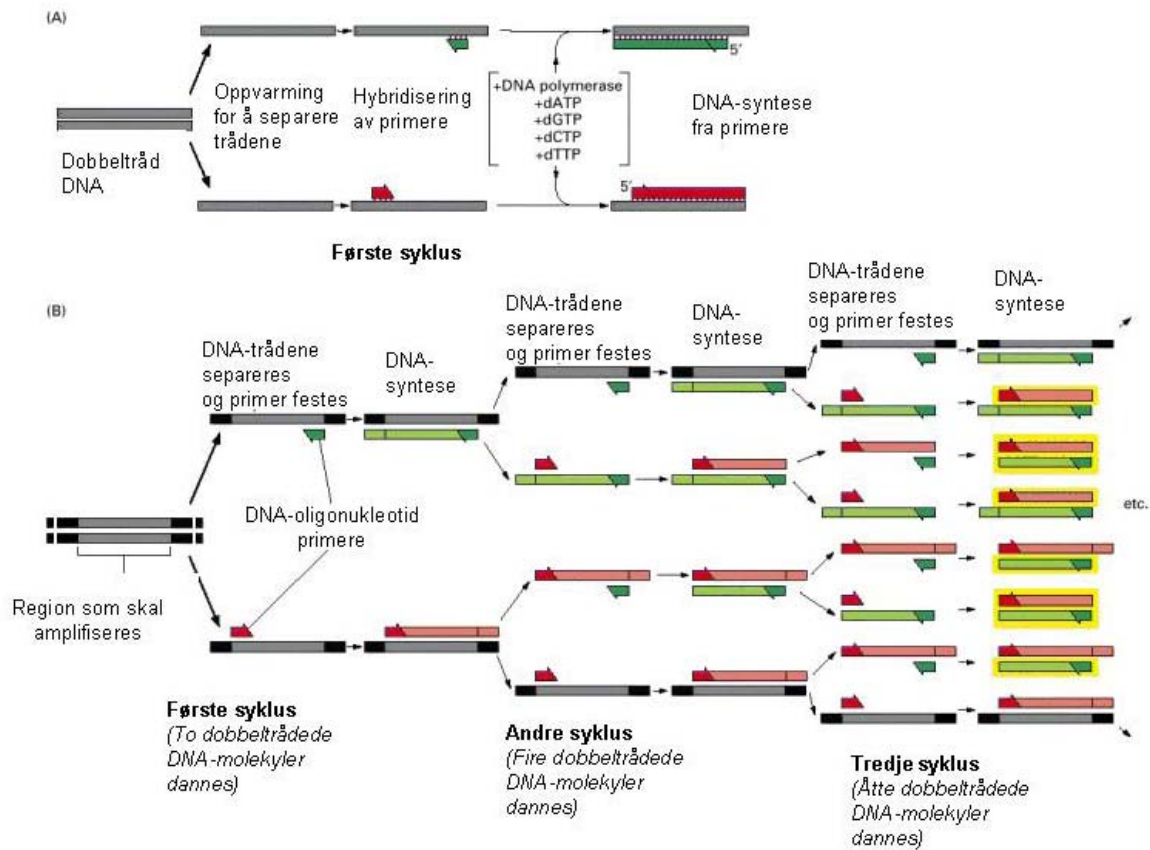 (A)
Oppvarming
for å separere
trådene
Hybridisering
av primere
+DNA polymerase
+dATP
+dGTP
+dCTP
+dTTP
5′
DNA-syntese
fra primere
Dobbeltråd
DNA
5′
Første syklus
(B)
DNA-trådene
separeres
og primer festes
DNA-
syntese
DNA-trådene
separeres
og primer festes
DNA-
syntese
DNA-trådene
separeres
og primer festes
DNA-
syntese
DNA-oligonukleotid
primere
etc.
Region som skal
amplifiseres
Første syklus
(To dobbeltrådede
DNA-molekyler
dannes)
Andre syklus
(Fire dobbeltrådede
DNA-molekyler
dannes)
Tredje syklus
(Åtte dobbeltrådede
DNA-molekyler
dannes)